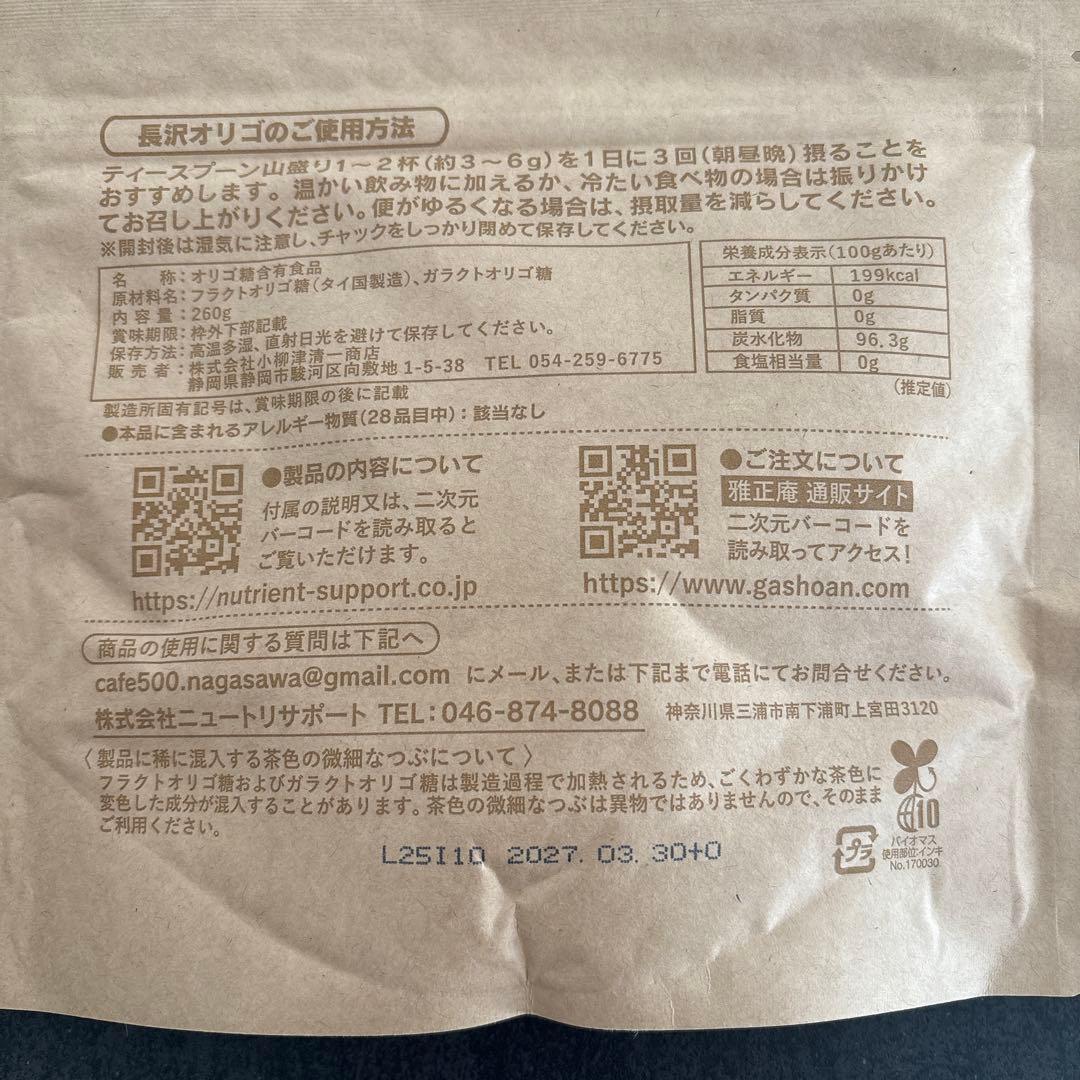 長沢オリゴのご使用方法
ティースプーン山盛り1〜2杯(約3〜6g)を1日に3回(朝昼晩)摂ることを
おすすめします。温かい飲み物に加えるか、冷たい食べ物の場合は振りかけ
てお召し上がりください。便がゆるくなる場合は、摂取量を減らしてください。
※開封後は湿気に注意し、チャックをしっかり閉めて保存してください。
名 称:オリゴ糖含有食品
原材料名:フラクトオリゴ糖(タイ国製造)、ガラクトオリゴ糖
内容量:260g
賞味期限:枠外下部記載
保存方法:高温多湿、直射日光を避けて保存してください。
販売者:株式会社小柳津清一商店
静岡県静岡市駿河区向敷地1-5-38 TEL 054-259-6775
製造所固有記号は、賞味期限の後に記載
●本品に含まれるアレルギー物質(28品目中):該当なし
栄養成分表示(100gあたり)
エネルギー 199kcal
タンパク質 0g
脂質 0g
炭水化物 96.3g
食塩相当量 0g
(推定値)
●製品の内容について
付属の説明又は、二次元
バーコードを読み取ると
ご覧いただけます。
https://nutrient-support.co.jp
●ご注文について
雅正庵 通販サイト
二次元バーコードを
読み取ってアクセス!
https://www.gashoan.com
商品の使用に関する質問は下記へ
cafe500.nagasawa@gmail.com にメール、または下記まで電話にてお問合せください。
株式会社ニュートリサポート TEL:046-874-8088 神奈川県三浦市南下浦町上宮田3120
〈製品に稀に混入する茶色の微細なつぶについて〉
フラクトオリゴ糖およびガラクトオリゴ糖は製造過程で加熱されるため、ごくわずかな茶色に
変色した成分が混入することがあります。茶色の微細なつぶは異物ではありませんので、そのまま
ご利用ください。
L25I10 2027.03.30+0
プラ
10
バイオマス
使用部位:インキ
No.170030